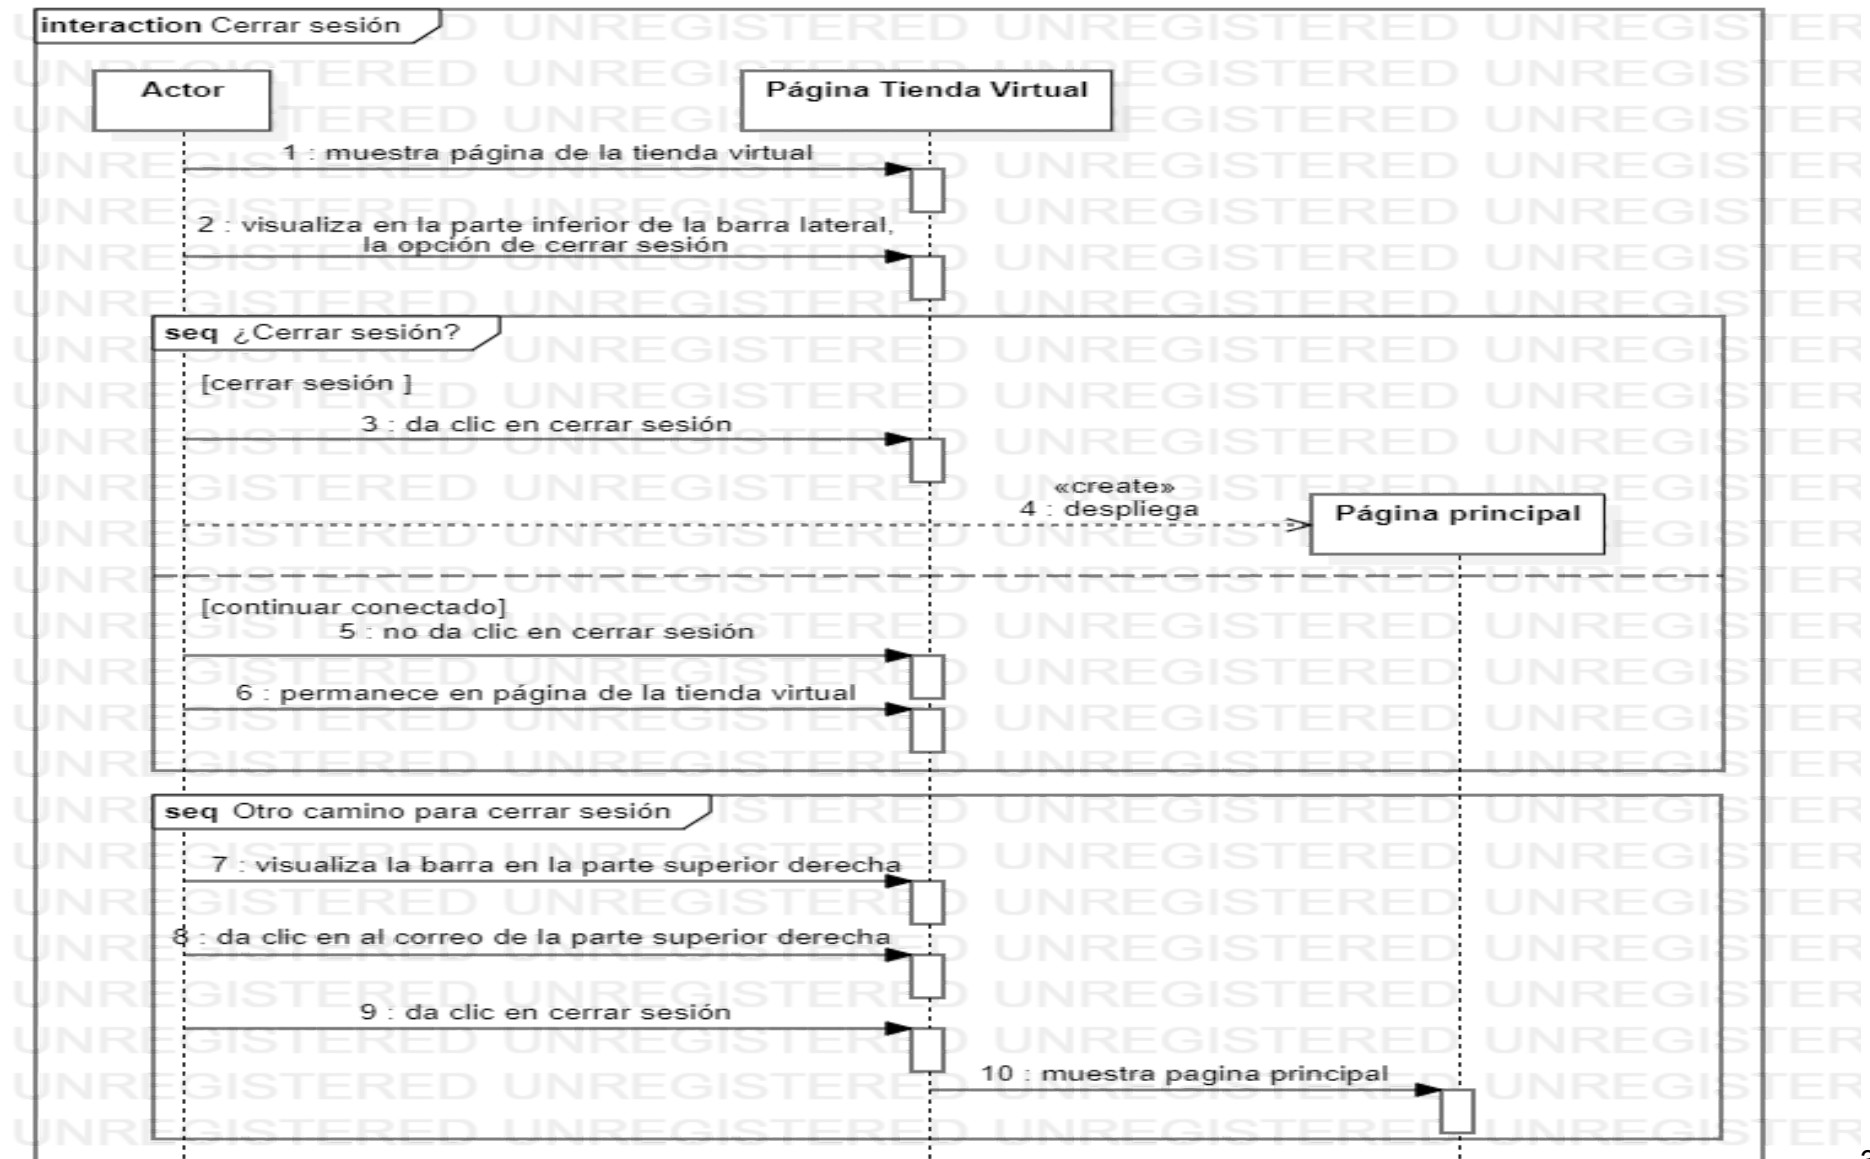 interaction Cerrar sesión
Actor
Página Tienda Virtual
1 : muestra página de la tienda virtual
2 : visualiza en la parte inferior de la barra lateral,
la opción de cerrar sesión
seq ¿Cerrar sesión?
[cerrar sesión ]
3 : da clic en cerrar sesión
«create»
4 : despliega
Página principal
[continuar conectado]
5 : no da clic en cerrar sesión
6 : permanece en página de la tienda virtual
seq Otro camino para cerrar sesión
7 : visualiza la barra en la parte superior derecha
8 : da clic en al correo de la parte superior derecha
9 : da clic en cerrar sesión
10 : muestra pagina principal
UNREGISTERED